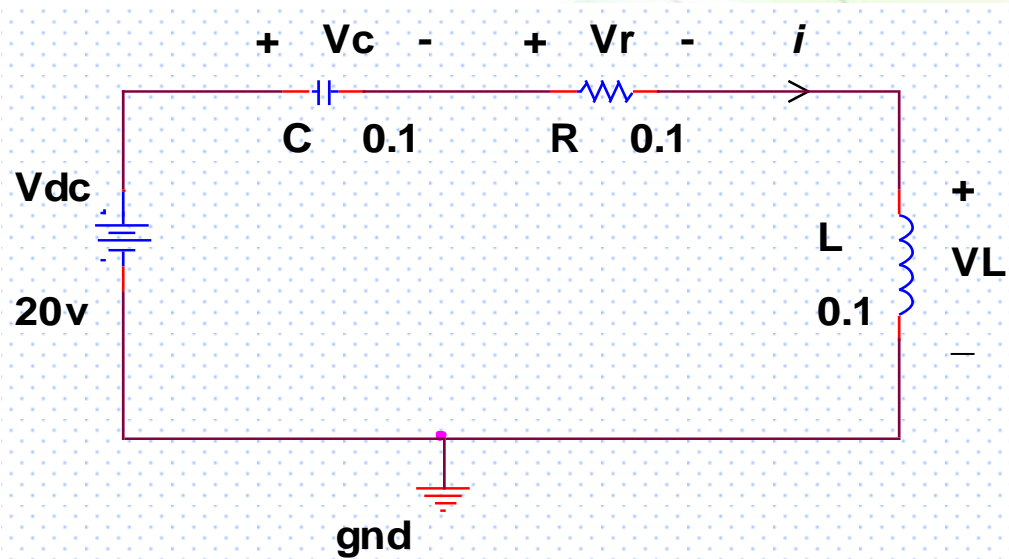 + Vc - + Vr - i
C 0.1 R 0.1
Vdc
+
L
VL
20v
0.1
_
gnd